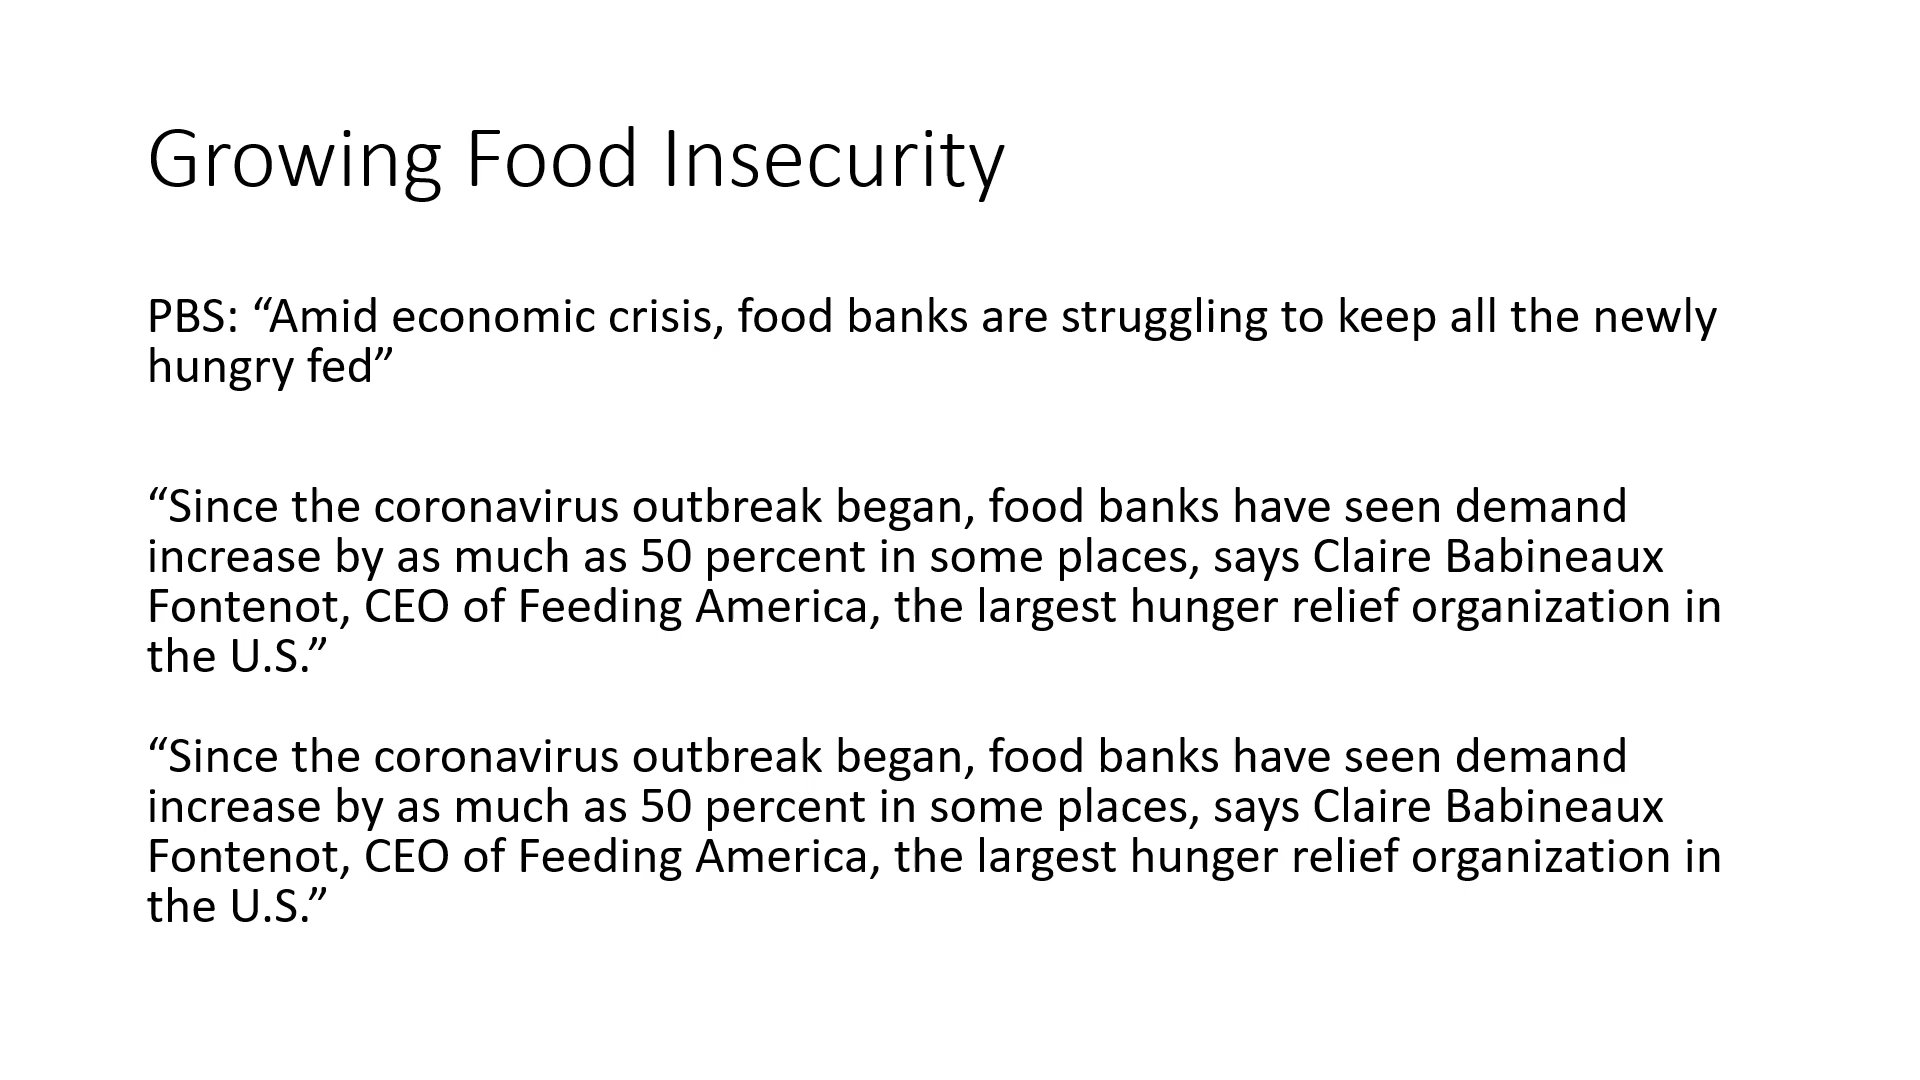 Growing Food Insecurity
PBS: “Amid economic crisis, food banks are struggling to keep all the newly
hungry fed”
“Since the coronavirus outbreak began, food banks have seen demand
increase by as much as 50 percent in some places, says Claire Babineaux
Fontenot, CEO of Feeding America, the largest hunger relief organization in
the U.S.”
“Since the coronavirus outbreak began, food banks have seen demand
increase by as much as 50 percent in some places, says Claire Babineaux
Fontenot, CEO of Feeding America, the largest hunger relief organization in
the U.S.”